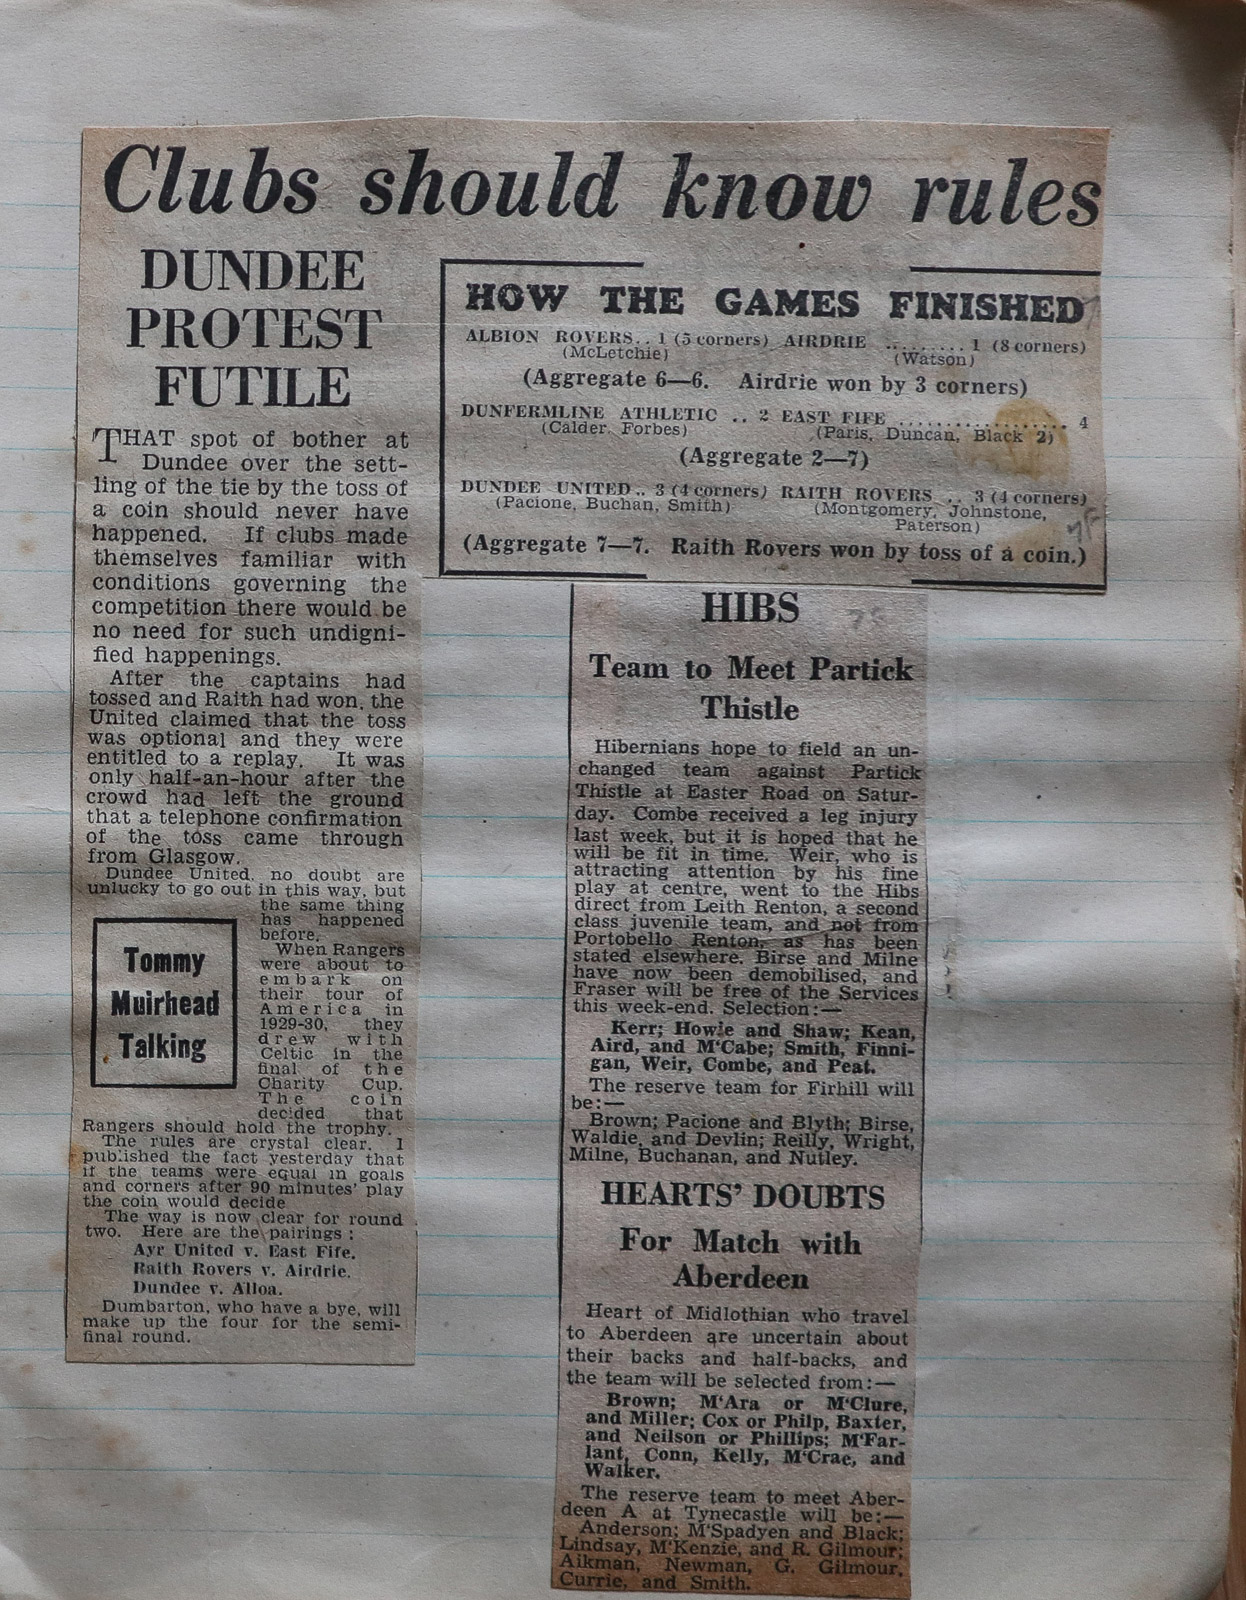 Clubs should know rules
DUNDEE
PROTEST
FUTILE
THAT spot of bother at
Dundee over the sett-
ling of the tie by the toss of
a coin should never have
happened. If clubs made
themselves familiar with
conditions governing the
competition there would be
no need for such undigni-
fied happenings.
After the captains had
tossed and Raith had won, the
United claimed that the toss
was optional and they were
entitled to a replay. It was
only half-an-hour after the
crowd had left the ground
that a telephone confirmation
of the toss came through
from Glasgow.
Dundee United, no doubt are
unlucky to go out in this way, but
the same thing
has happened
before.
When Rangers
were about to
embark on
their tour of
America in
1929-30, they
drew with
Celtic in the
final of the
Charity Cup.
The coin
decided that
Tommy
Muirhead
Talking
Rangers should hold the trophy.
The rules are crystal clear. I
published the fact yesterday that
if the teams were equal in goals
and corners after 90 minutes' play
the coin would decide
The way is now clear for round
two. Here are the pairings:
Ayr United v. East Fife.
Raith Rovers v. Airdrie.
Dundee v. Alloa.
Dumbarton, who have a bye, will
make up the four for the semi-
final round.
HOW THE GAMES FINISHED
ALBION ROVERS.. 1 (5 corners) AIRDRIE ......... 1 (8 corners)
(McLetchie) (Watson)
(Aggregate 6—6. Airdrie won by 3 corners)
DUNFERMLINE ATHLETIC .. 2 EAST FIFE .................. 4
(Calder, Forbes) (Paris, Duncan, Black 2)
(Aggregate 2—7)
DUNDEE UNITED.. 3 (4 corners) RAITH ROVERS .. 3 (4 corners)
(Pacione, Buchan, Smith) (Montgomery, Johnstone,
Paterson)
(Aggregate 7—7. Raith Rovers won by toss of a coin.)
HIBS
Team to Meet Partick
Thistle
Hibernians hope to field an un-
changed team against Partick
Thistle at Easter Road on Satur-
day. Combe received a leg injury
last week, but it is hoped that he
will be fit in time. Weir, who is
attracting attention by his fine
play at centre, went to the Hibs
direct from Leith Renton, a second
class juvenile team, and not from
Portobello Renton, as has been
stated elsewhere. Birse and Milne
have now been demobilised, and
Fraser will be free of the Services
this week-end. Selection:—
Kerr; Howie and Shaw; Kean,
Aird, and M'Cabe; Smith, Finni-
gan, Weir, Combe, and Peat.
The reserve team for Firhill will
be:—
Brown; Pacione and Blyth; Birse,
Waldie, and Devlin; Reilly, Wright,
Milne, Buchanan, and Nutley.
HEARTS' DOUBTS
For Match with
Aberdeen
Heart of Midlothian who travel
to Aberdeen are uncertain about
their backs and half-backs, and
the team will be selected from:—
Brown; M'Ara or M'Clure,
and Miller; Cox or Philp, Baxter,
and Neilson or Phillips; M'Far-
lant, Conn, Kelly, M'Crae, and
Walker.
The reserve team to meet Aber-
deen A at Tynecastle will be:—
Anderson; M'Spadyen and Black;
Lindsay, M'Kenzie, and R. Gilmour;
Aikman, Newman, G. Gilmour,
Currie, and Smith.